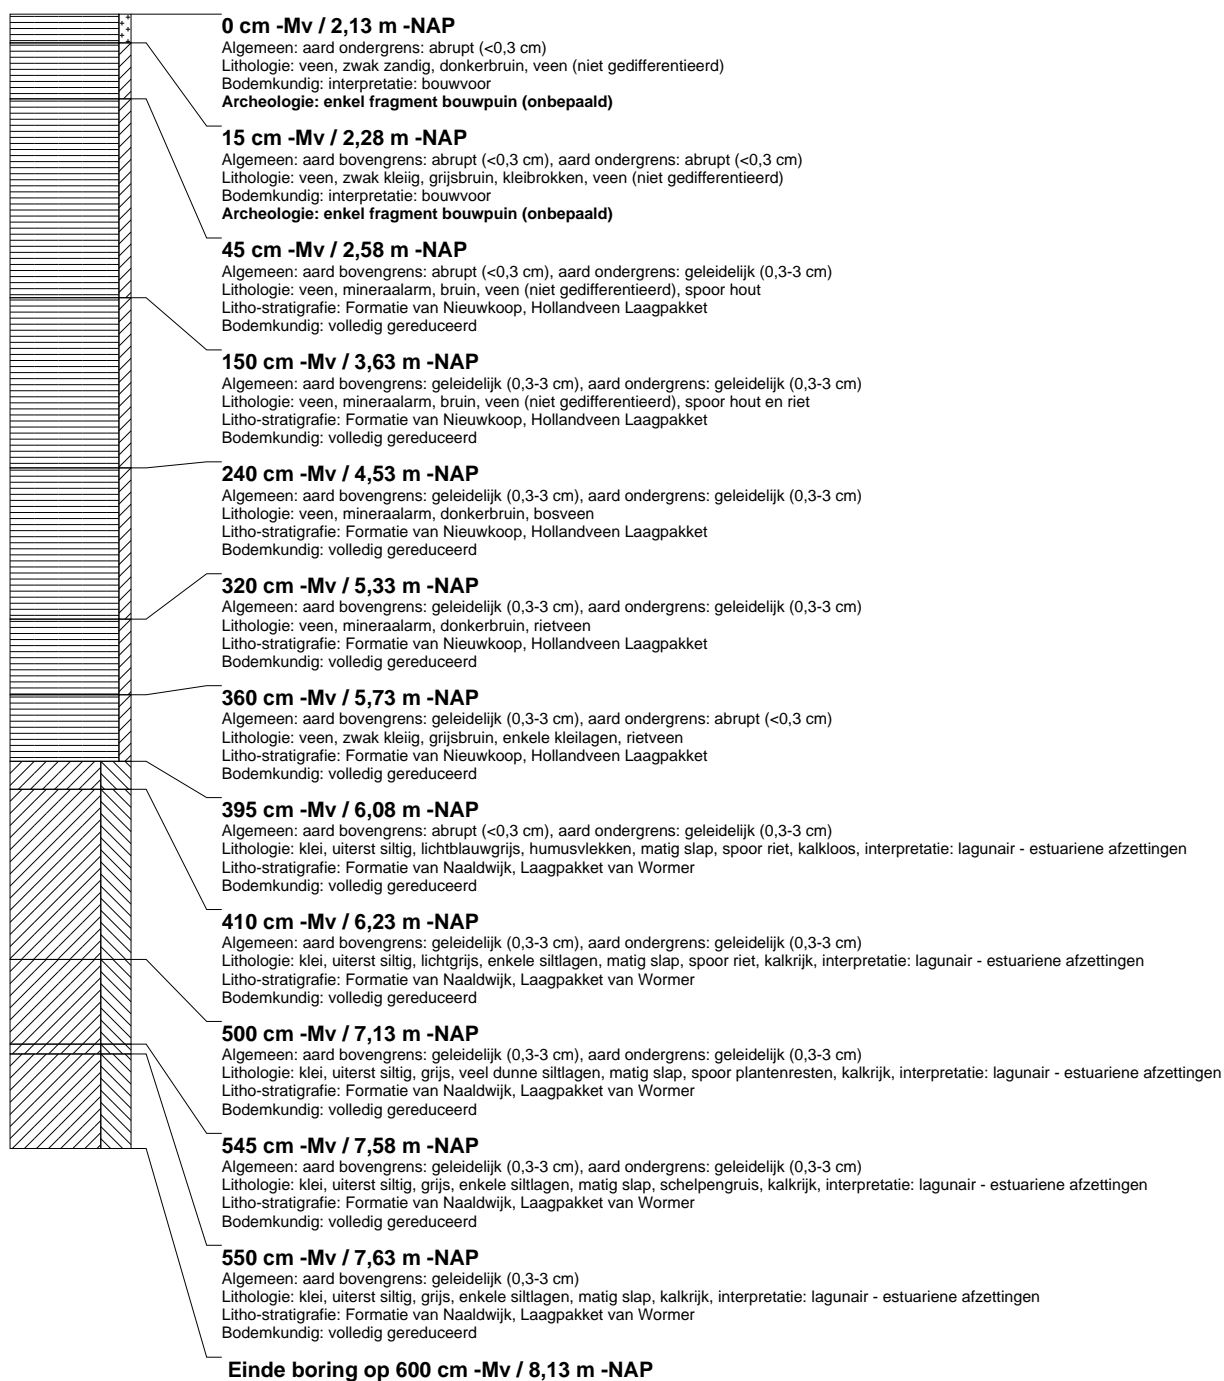 0 cm -Mv / 2,13 m -NAP
Algemeen: aard ondergrens: abrupt (<0,3 cm)
Lithologie: veen, zwak zandig, donkerbruin, veen (niet gedifferentieerd)
Bodemkundig: interpretatie: bouwvoor
Archeologie: enkel fragment bouwpuin (onbepaald)
15 cm -Mv / 2,28 m -NAP
Algemeen: aard bovengrens: abrupt (<0,3 cm), aard ondergrens: abrupt (<0,3 cm)
Lithologie: veen, zwak kleiig, grijsbruin, kleibrokken, veen (niet gedifferentieerd)
Bodemkundig: interpretatie: bouwvoor
Archeologie: enkel fragment bouwpuin (onbepaald)
45 cm -Mv / 2,58 m -NAP
Algemeen: aard bovengrens: abrupt (<0,3 cm), aard ondergrens: geleidelijk (0,3-3 cm)
Lithologie: veen, mineraalarm, bruin, veen (niet gedifferentieerd), spoor hout
Litho-stratigrafie: Formatie van Nieuwkoop, Hollandveen Laagpakket
Bodemkundig: volledig gereduceerd
150 cm -Mv / 3,63 m -NAP
Algemeen: aard bovengrens: geleidelijk (0,3-3 cm), aard ondergrens: geleidelijk (0,3-3 cm)
Lithologie: veen, mineraalarm, bruin, veen (niet gedifferentieerd), spoor hout en riet
Litho-stratigrafie: Formatie van Nieuwkoop, Hollandveen Laagpakket
Bodemkundig: volledig gereduceerd
240 cm -Mv / 4,53 m -NAP
Algemeen: aard bovengrens: geleidelijk (0,3-3 cm), aard ondergrens: geleidelijk (0,3-3 cm)
Lithologie: veen, mineraalarm, donkerbruin, bosveen
Litho-stratigrafie: Formatie van Nieuwkoop, Hollandveen Laagpakket
Bodemkundig: volledig gereduceerd
320 cm -Mv / 5,33 m -NAP
Algemeen: aard bovengrens: geleidelijk (0,3-3 cm), aard ondergrens: geleidelijk (0,3-3 cm)
Lithologie: veen, mineraalarm, donkerbruin, rietveen
Litho-stratigrafie: Formatie van Nieuwkoop, Hollandveen Laagpakket
Bodemkundig: volledig gereduceerd
360 cm -Mv / 5,73 m -NAP
Algemeen: aard bovengrens: geleidelijk (0,3-3 cm), aard ondergrens: abrupt (<0,3 cm)
Lithologie: veen, zwak kleiig, grijsbruin, enkele kleilagen, rietveen
Litho-stratigrafie: Formatie van Nieuwkoop, Hollandveen Laagpakket
Bodemkundig: volledig gereduceerd
395 cm -Mv / 6,08 m -NAP
Algemeen: aard bovengrens: abrupt (<0,3 cm), aard ondergrens: geleidelijk (0,3-3 cm)
Lithologie: klei, uiterst siltig, lichtblauwgrijs, humusvlekken, matig slap, spoor riet, kalkloos, interpretatie: lagunair - estuariene afzettingen
Litho-stratigrafie: Formatie van Naaldwijk, Laagpakket van Wormer
Bodemkundig: volledig gereduceerd
410 cm -Mv / 6,23 m -NAP
Algemeen: aard bovengrens: geleidelijk (0,3-3 cm), aard ondergrens: geleidelijk (0,3-3 cm)
Lithologie: klei, uiterst siltig, lichtgrijs, enkele siltlagen, matig slap, spoor riet, kalkrijk, interpretatie: lagunair - estuariene afzettingen
Litho-stratigrafie: Formatie van Naaldwijk, Laagpakket van Wormer
Bodemkundig: volledig gereduceerd
500 cm -Mv / 7,13 m -NAP
Algemeen: aard bovengrens: geleidelijk (0,3-3 cm), aard ondergrens: geleidelijk (0,3-3 cm)
Lithologie: klei, uiterst siltig, grijs, veel dunne siltlagen, matig slap, spoor plantenresten, kalkrijk, interpretatie: lagunair - estuariene afzettingen
Litho-stratigrafie: Formatie van Naaldwijk, Laagpakket van Wormer
Bodemkundig: volledig gereduceerd
545 cm -Mv / 7,58 m -NAP
Algemeen: aard bovengrens: geleidelijk (0,3-3 cm), aard ondergrens: geleidelijk (0,3-3 cm)
Lithologie: klei, uiterst siltig, grijs, enkele siltlagen, matig slap, schelpengruis, kalkrijk, interpretatie: lagunair - estuariene afzettingen
Litho-stratigrafie: Formatie van Naaldwijk, Laagpakket van Wormer
Bodemkundig: volledig gereduceerd
550 cm -Mv / 7,63 m -NAP
Algemeen: aard bovengrens: geleidelijk (0,3-3 cm)
Lithologie: klei, uiterst siltig, grijs, enkele siltlagen, matig slap, kalkrijk, interpretatie: lagunair - estuariene afzettingen
Litho-stratigrafie: Formatie van Naaldwijk, Laagpakket van Wormer
Bodemkundig: volledig gereduceerd
Einde boring op 600 cm -Mv / 8,13 m -NAP